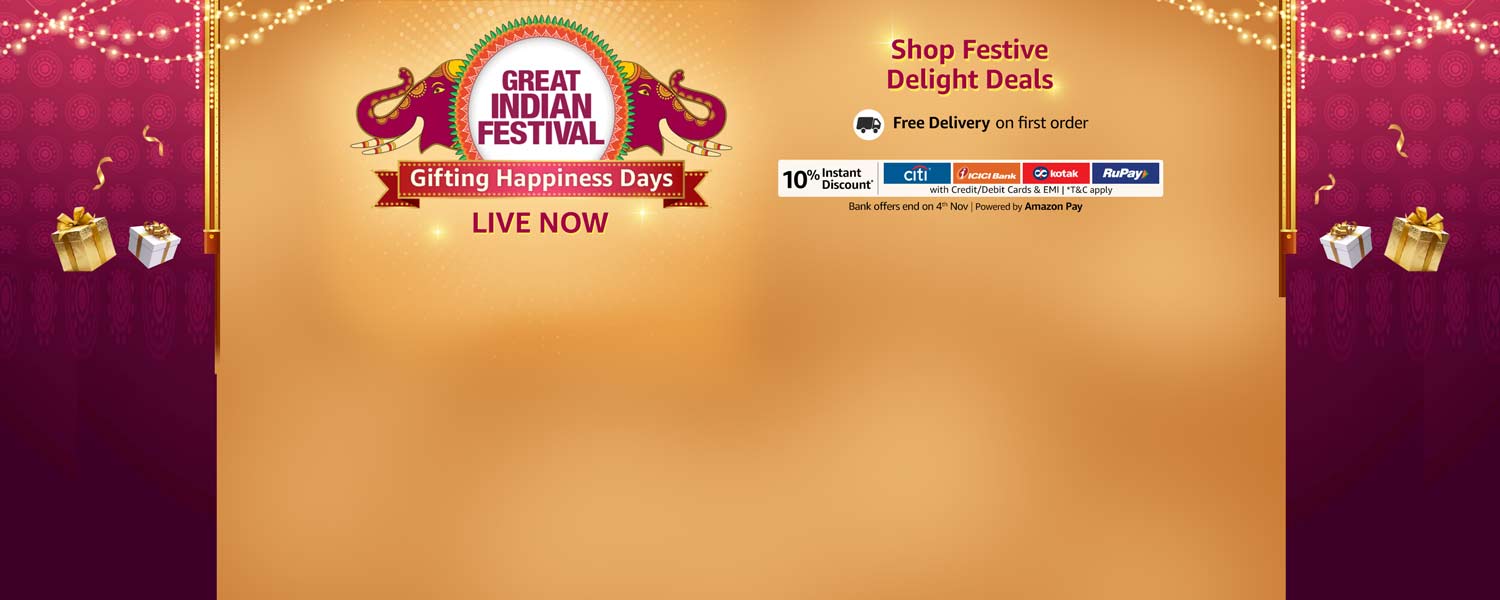 GREAT
INDIAN
FESTIVAL
Gifting Happiness Days
LIVE NOW
Shop Festive
Delight Deals
Free Delivery on first order
10% Instant
Discount*
citi
ICICI Bank
kotak
RuPay
with Credit/Debit Cards & EMI | *T&C apply
Bank offers end on 4th Nov | Powered by Amazon Pay